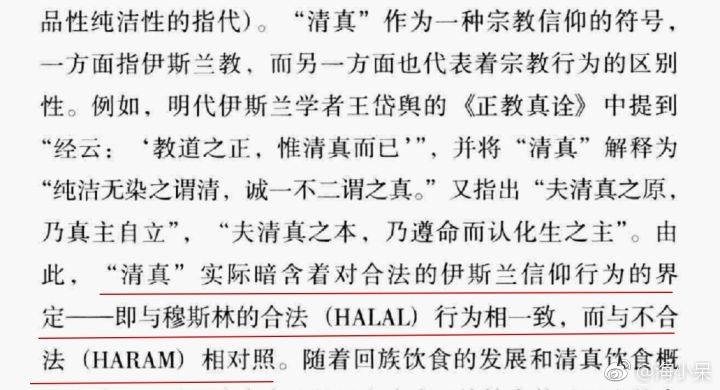 品性纯洁性的指代)。“清真”作为一种宗教信仰的符号，
一方面指伊斯兰教，而另一方面也代表着宗教行为的区别
性。例如，明代伊斯兰学者王岱舆的《正教真诠》中提到
“经云：‘教道之正，惟清真而已’”，并将“清真”解释为
“纯洁无染之谓清，诚一不二谓之真。”又指出“夫清真之原，
乃真主自立”，“夫清真之本，乃遵命而认化生之主”。由
此，“清真”实际暗含着对合法的伊斯兰信仰行为的界
定——即与穆斯林的合法（HALAL）行为相一致，而与不合
法（HARAM）相对照。随着回族饮食的发展和清真饮食概